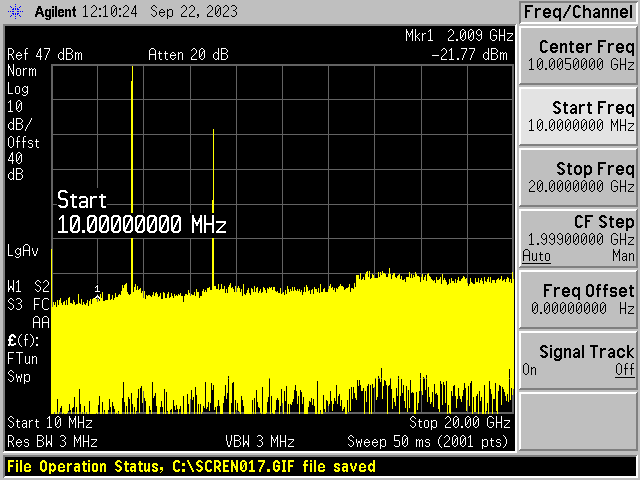 Agilent 12:10:24 Sep 22, 2023
Freq/Channel
Mkr1 2.009 GHz
Ref 47 dBm Atten 20 dB -21.77 dBm
Norm
Log
10
dB/
Offst
40
dB
Start
10.00000000 MHz
LgAv
1
W1 S2
S3 FC
AA
£(f):
FTun
Swp
Start 10 MHz Stop 20.00 GHz
Res BW 3 MHz VBW 3 MHz Sweep 50 ms (2001 pts)
File Operation Status, C:\SCREN017.GIF file saved
Center Freq
10.0050000 GHz
Start Freq
10.0000000 MHz
Stop Freq
20.0000000 GHz
CF Step
1.99900000 GHz
Auto Man
Freq Offset
0.00000000 Hz
Signal Track
On Off